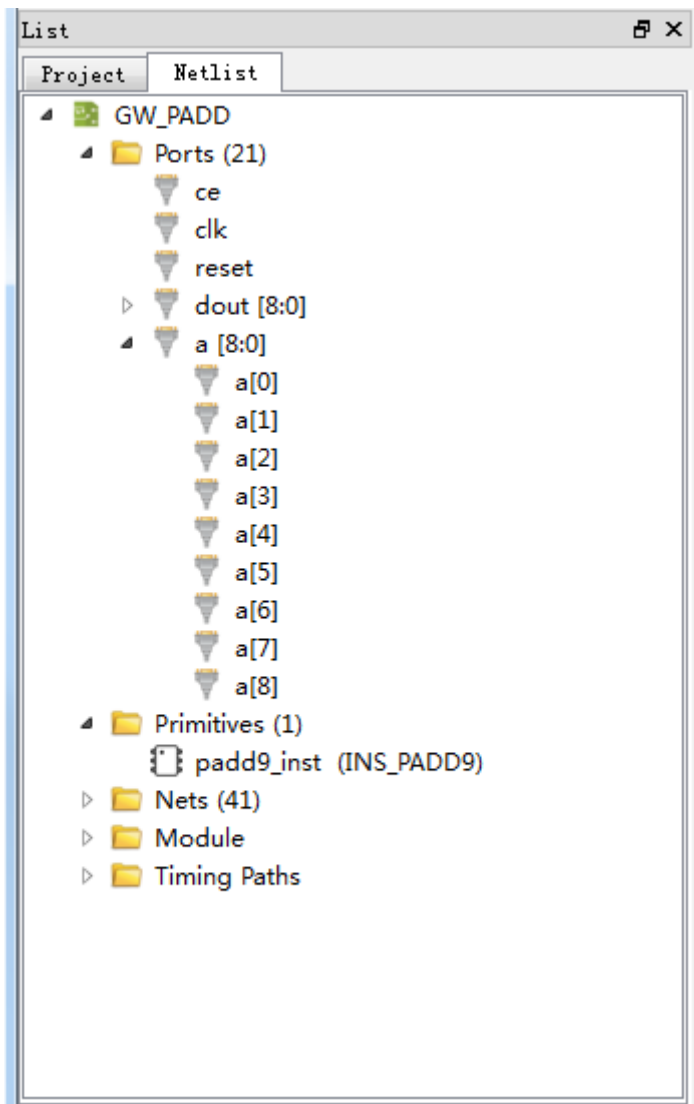 List
Project Netlist
GW_PADD
Ports (21)
ce
clk
reset
dout [8:0]
a [8:0]
a[0]
a[1]
a[2]
a[3]
a[4]
a[5]
a[6]
a[7]
a[8]
Primitives (1)
padd9_inst (INS_PADD9)
Nets (41)
Module
Timing Paths